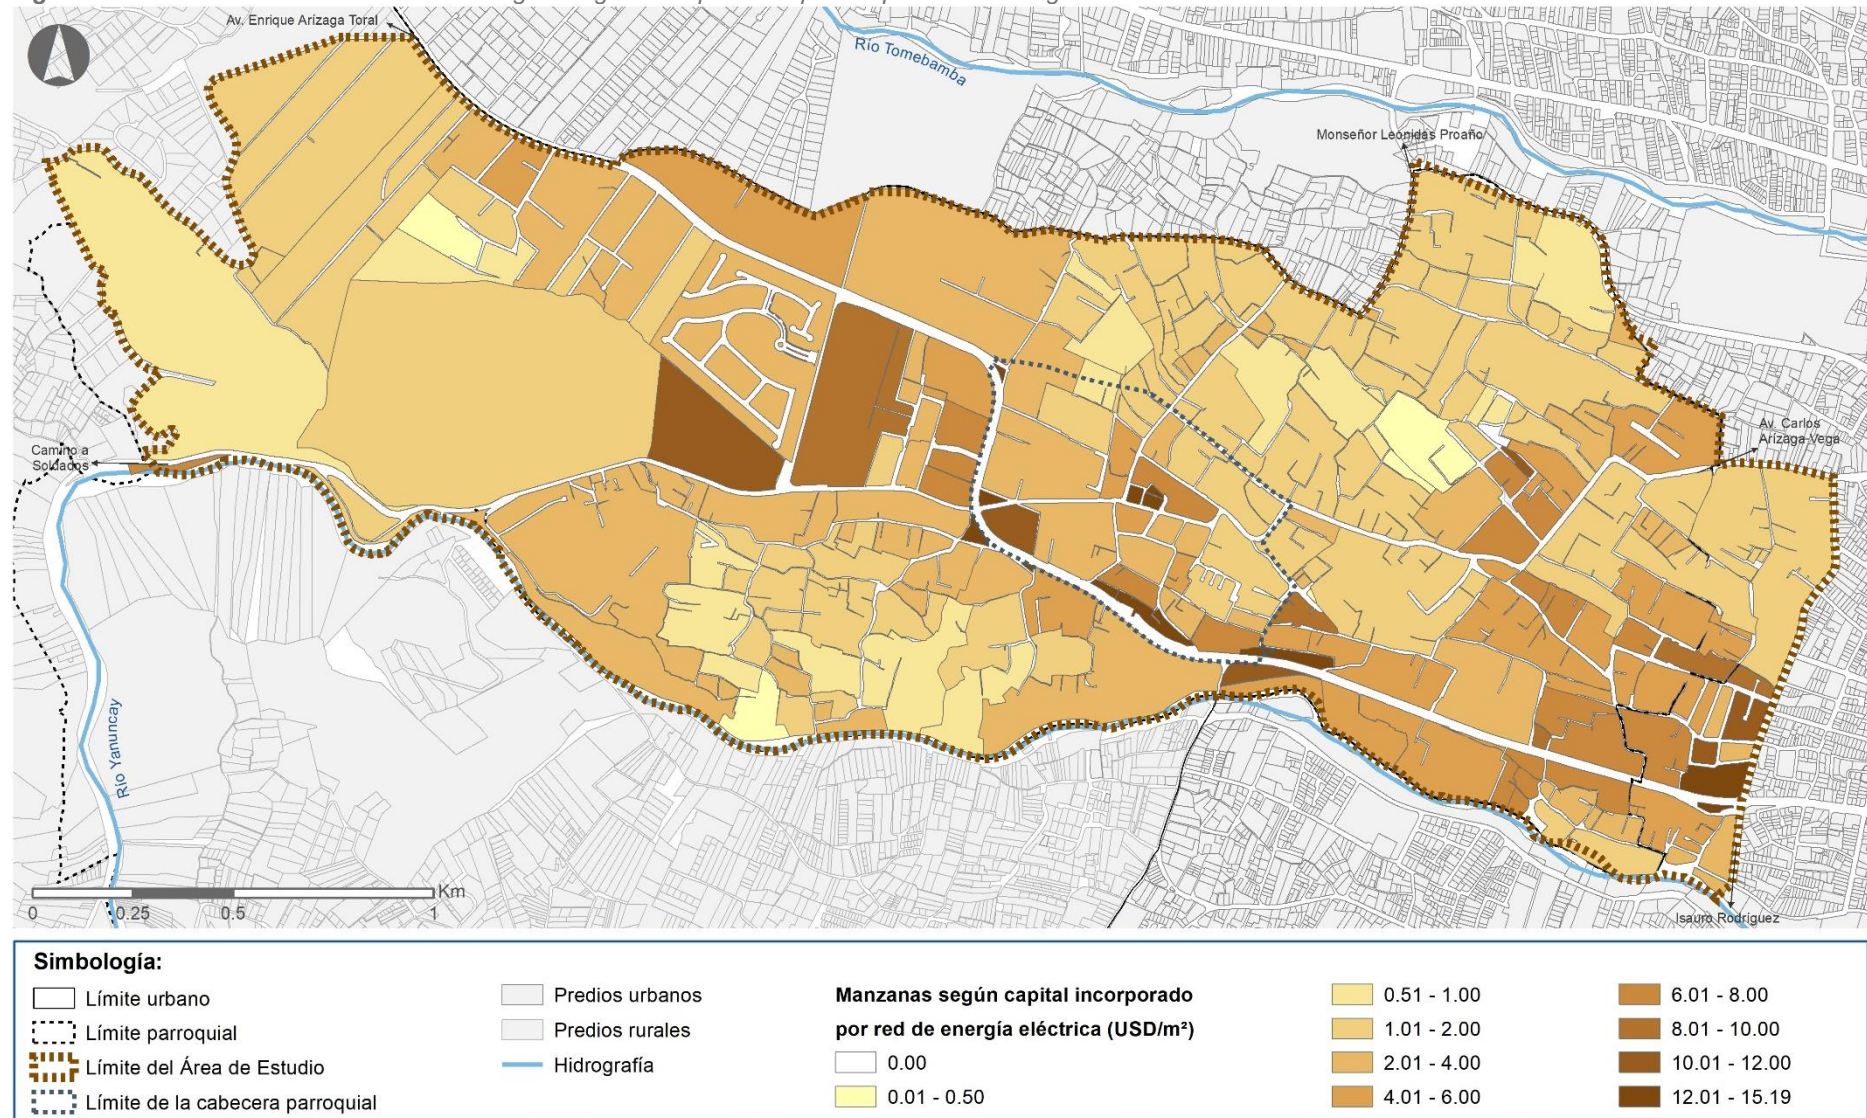 Av. Enrique Arízaga Toral
Río Tomebamba
Monseñor Leonidas Proaño
Av. Carlos
Arízaga Vega
Camino a
Soldados
Río Yanuncay
Km
0 0.25 0.5 1
Isauro Rodríguez
Simbología:
Límite urbano
Límite parroquial
Límite del Área de Estudio
Límite de la cabecera parroquial
Predios urbanos
Predios rurales
Hidrografía
Manzanas según capital incorporado
por red de energía eléctrica (USD/m²)
0.00
0.01 - 0.50
0.51 - 1.00
1.01 - 2.00
2.01 - 4.00
4.01 - 6.00
6.01 - 8.00
8.01 - 10.00
10.01 - 12.00
12.01 - 15.19